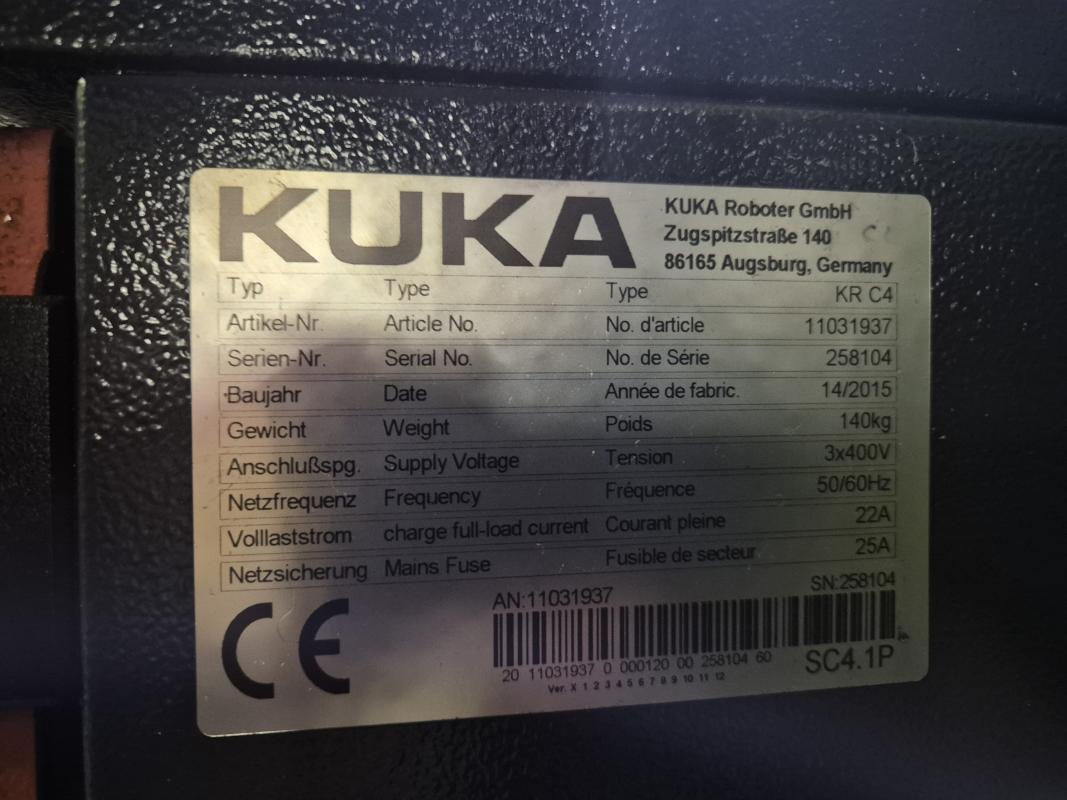 KUKA
KUKA Roboter GmbH
Zugspitzstraße 140
86165 Augsburg, Germany
Typ Type Type KR C4
Artikel-Nr. Article No. No. d'article 11031937
Serien-Nr. Serial No. No. de Série 258104
Baujahr Date Année de fabric. 14/2015
Gewicht Weight Poids 140kg
Anschlußspg. Supply Voltage Tension 3x400V
Netzfrequenz Frequency Fréquence 50/60Hz
Volllaststrom charge full-load current Courant pleine 22A
Netzsicherung Mains Fuse Fusible de secteur 25A
CE
AN:11031937 SN:258104
20 11031937 0 000120 00 258104 60
SC4.1P
Ver. X 1 2 3 4 5 6 7 8 9 10 11 12